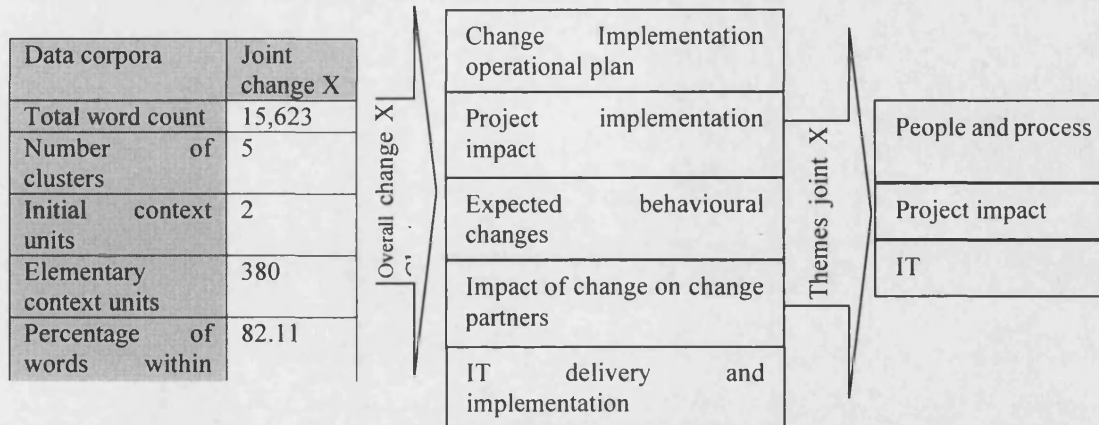 Data corpora
Joint
change X
Total word count
15,623
Number of
clusters
5
Initial context
units
2
Elementary
context units
380
Percentage of
words within
82.11
Overall change X
Change Implementation
operational plan
Project implementation
impact
Expected behavioural
changes
Impact of change on change
partners
IT delivery and
implementation
Themes joint X
People and process
Project impact
IT